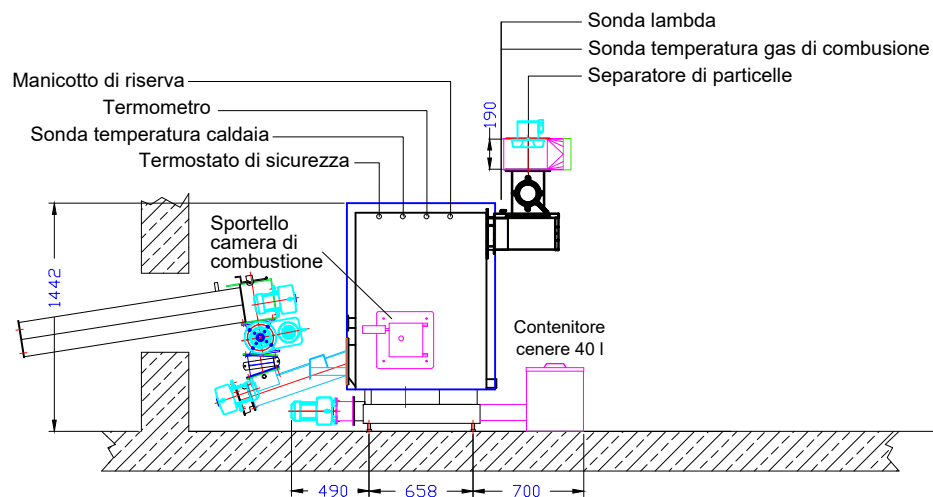 Sonda lambda
Sonda temperatura gas di combusione
Separatore di particelle
Manicotto di riserva
Termometro
Sonda temperatura caldaia
Termostato di sicurezza
190
Sportello
camera di
combustione
1442
Contenitore
cenere 40 l
490
658
700